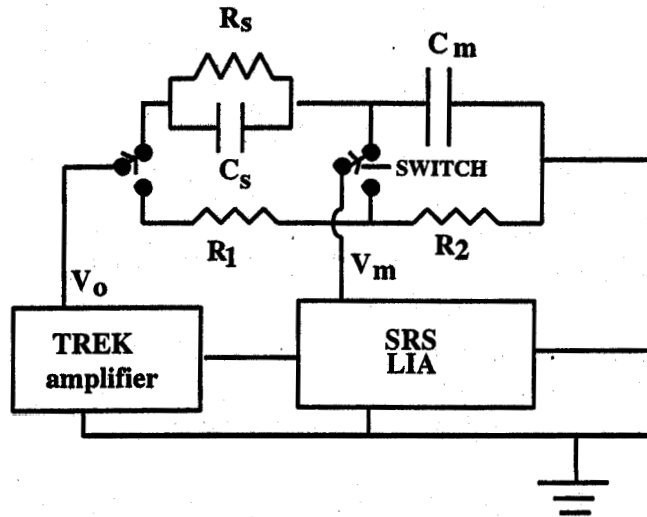 Rs
Cm
Cs
SWITCH
R1
R2
Vo
Vm
TREK
amplifier
SRS
LIA